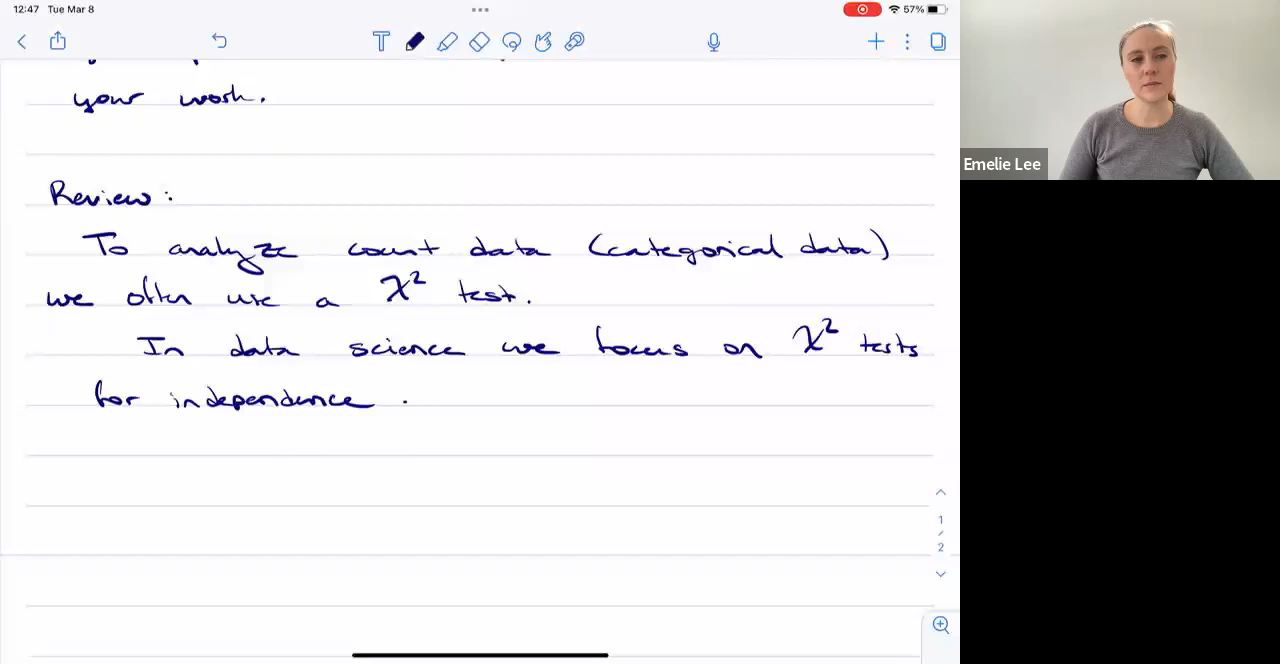 12:47 Tue Mar 8
57%
T
your work.
Review:
To analyze count data (categorical data)
we often use a χ² test.
In data science we focus on χ² tests
for independence.
1
/
2
Emelie Lee